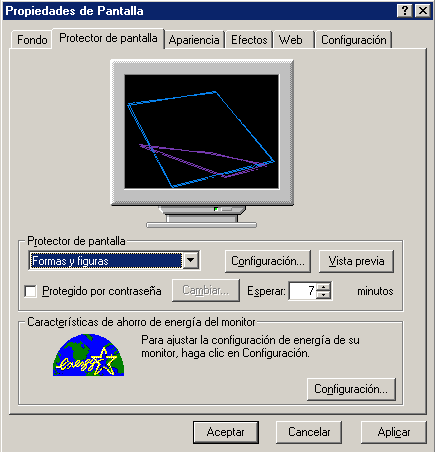 Propiedades de Pantalla
Fondo Protector de pantalla Apariencia Efectos Web Configuración
Protector de pantalla
Formas y figuras Configuración... Vista previa
Protegido por contraseña Cambiar... Esperar: 7 minutos
Características de ahorro de energía del monitor
energy
Para ajustar la configuración de energía de su
monitor, haga clic en Configuración.
Configuración...
Aceptar Cancelar Aplicar